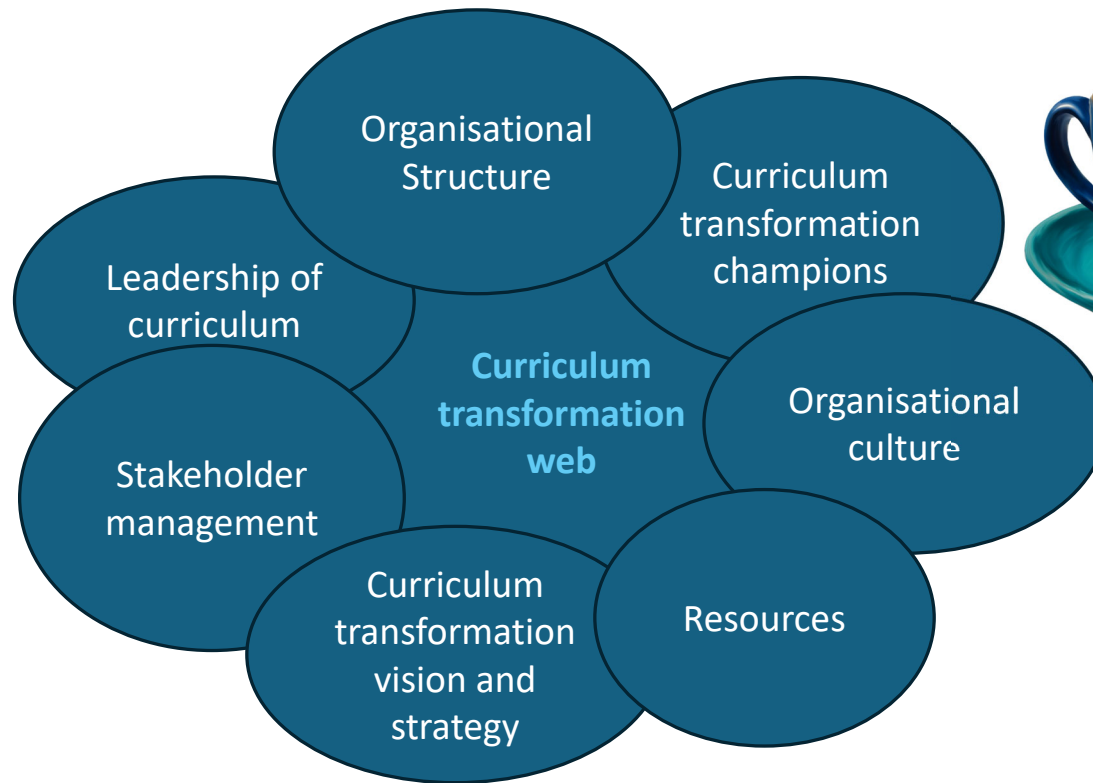 Organisational
Structure
Curriculum
transformation
champions
Leadership of
curriculum
Curriculum
transformation
web
Organisational
culture
Stakeholder
management
Curriculum
transformation
vision and
strategy
Resources